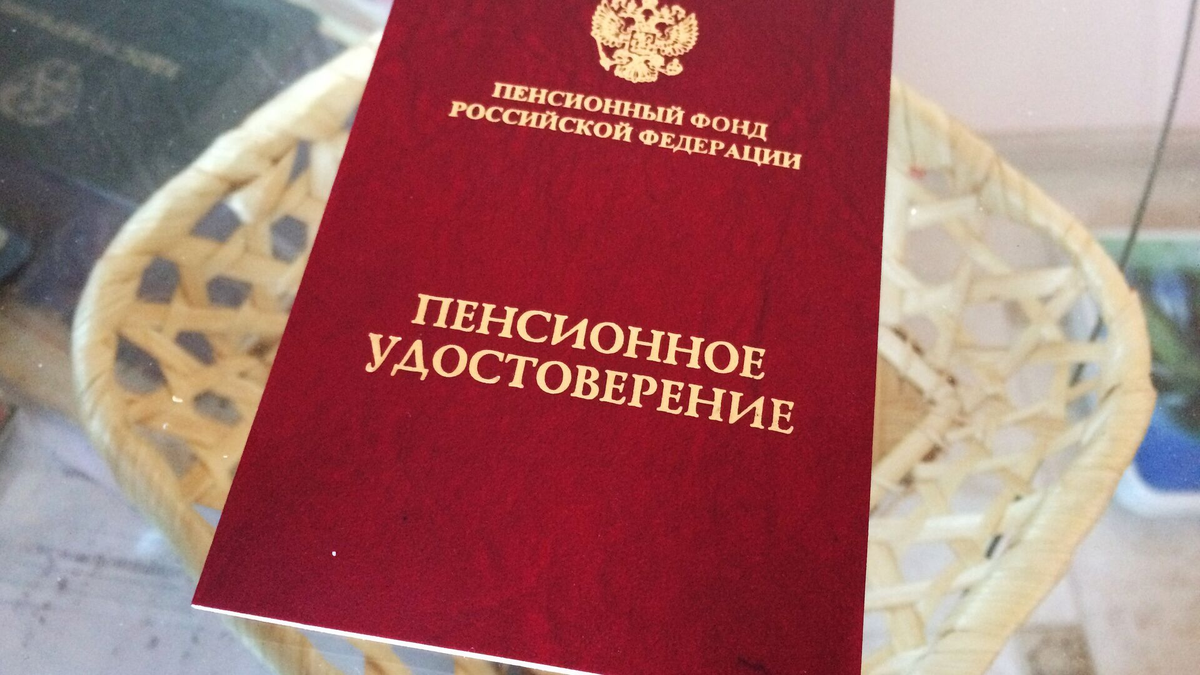 ПЕНСИОННЫЙ ФОНД
РОССИЙСКОЙ ФЕДЕРАЦИИ
ПЕНСИОННОЕ
УДОСТОВЕРЕНИЕ